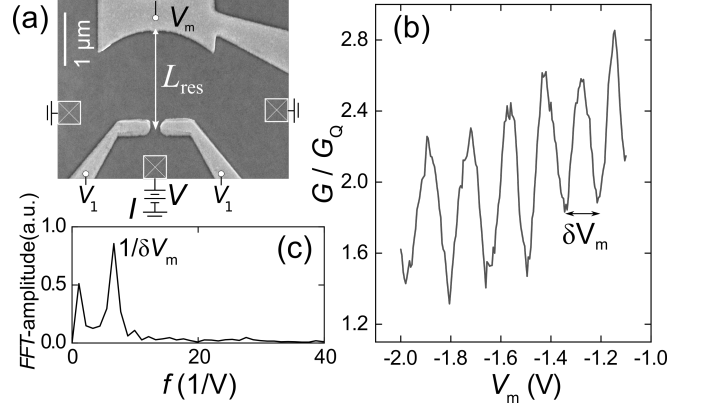 (a)
V_m
1 μm
L_res
V_1
I
V
V_1
(b)
G / G_Q
2.8
2.4
2.0
1.6
1.2
δV_m
-2.0 -1.8 -1.6 -1.4 -1.2 -1.0
V_m (V)
(c)
1/δV_m
FFT-amplitude(a.u.)
1.0
0.5
0.0
0 20 40
f (1/V)